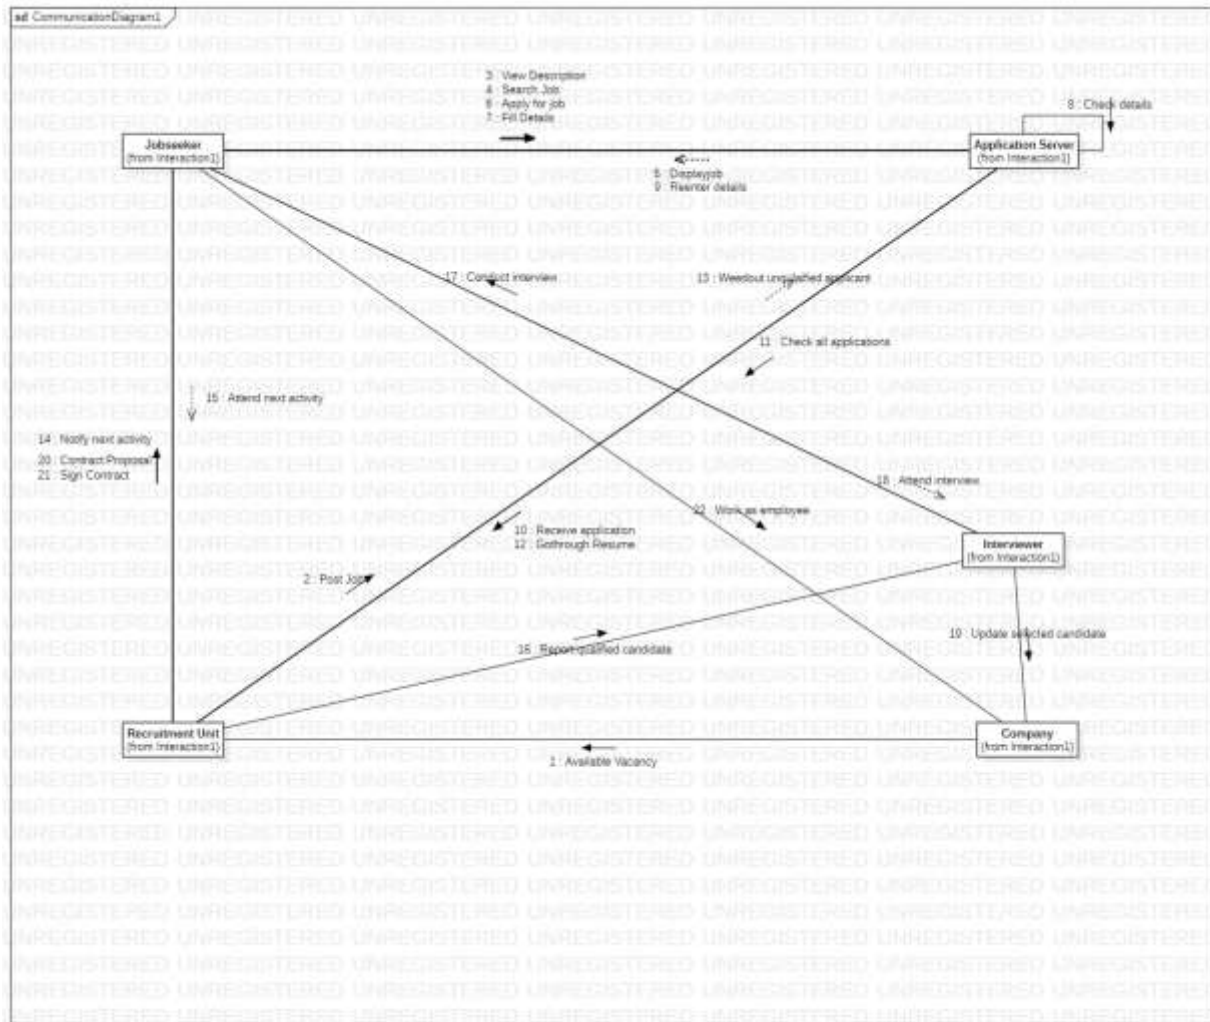 sd CommunicationDiagram1
3 : View Description
4 : Search Job
6 : Apply for job
7 : Fill Details
8 : Check details
Jobseeker
(from Interaction1)
Application Server
(from Interaction1)
5 : Displayjob
9 : Reenter details
17 : Conduct interview
13 : Weedout unqualified applicant
11 : Check all applications
15 : Attend next activity
14 : Notify next activity
20 : Contract Proposal
21 : Sign Contract
18 : Attend interview
22 : Work as employee
10 : Receive application
12 : Gothrough Resume
Interviewer
(from Interaction1)
2 : Post Job
19 : Update selected candidate
16 : Report qualified candidate
Recruitment Unit
(from Interaction1)
Company
(from Interaction1)
1 : Available Vacancy
UNREGISTERED